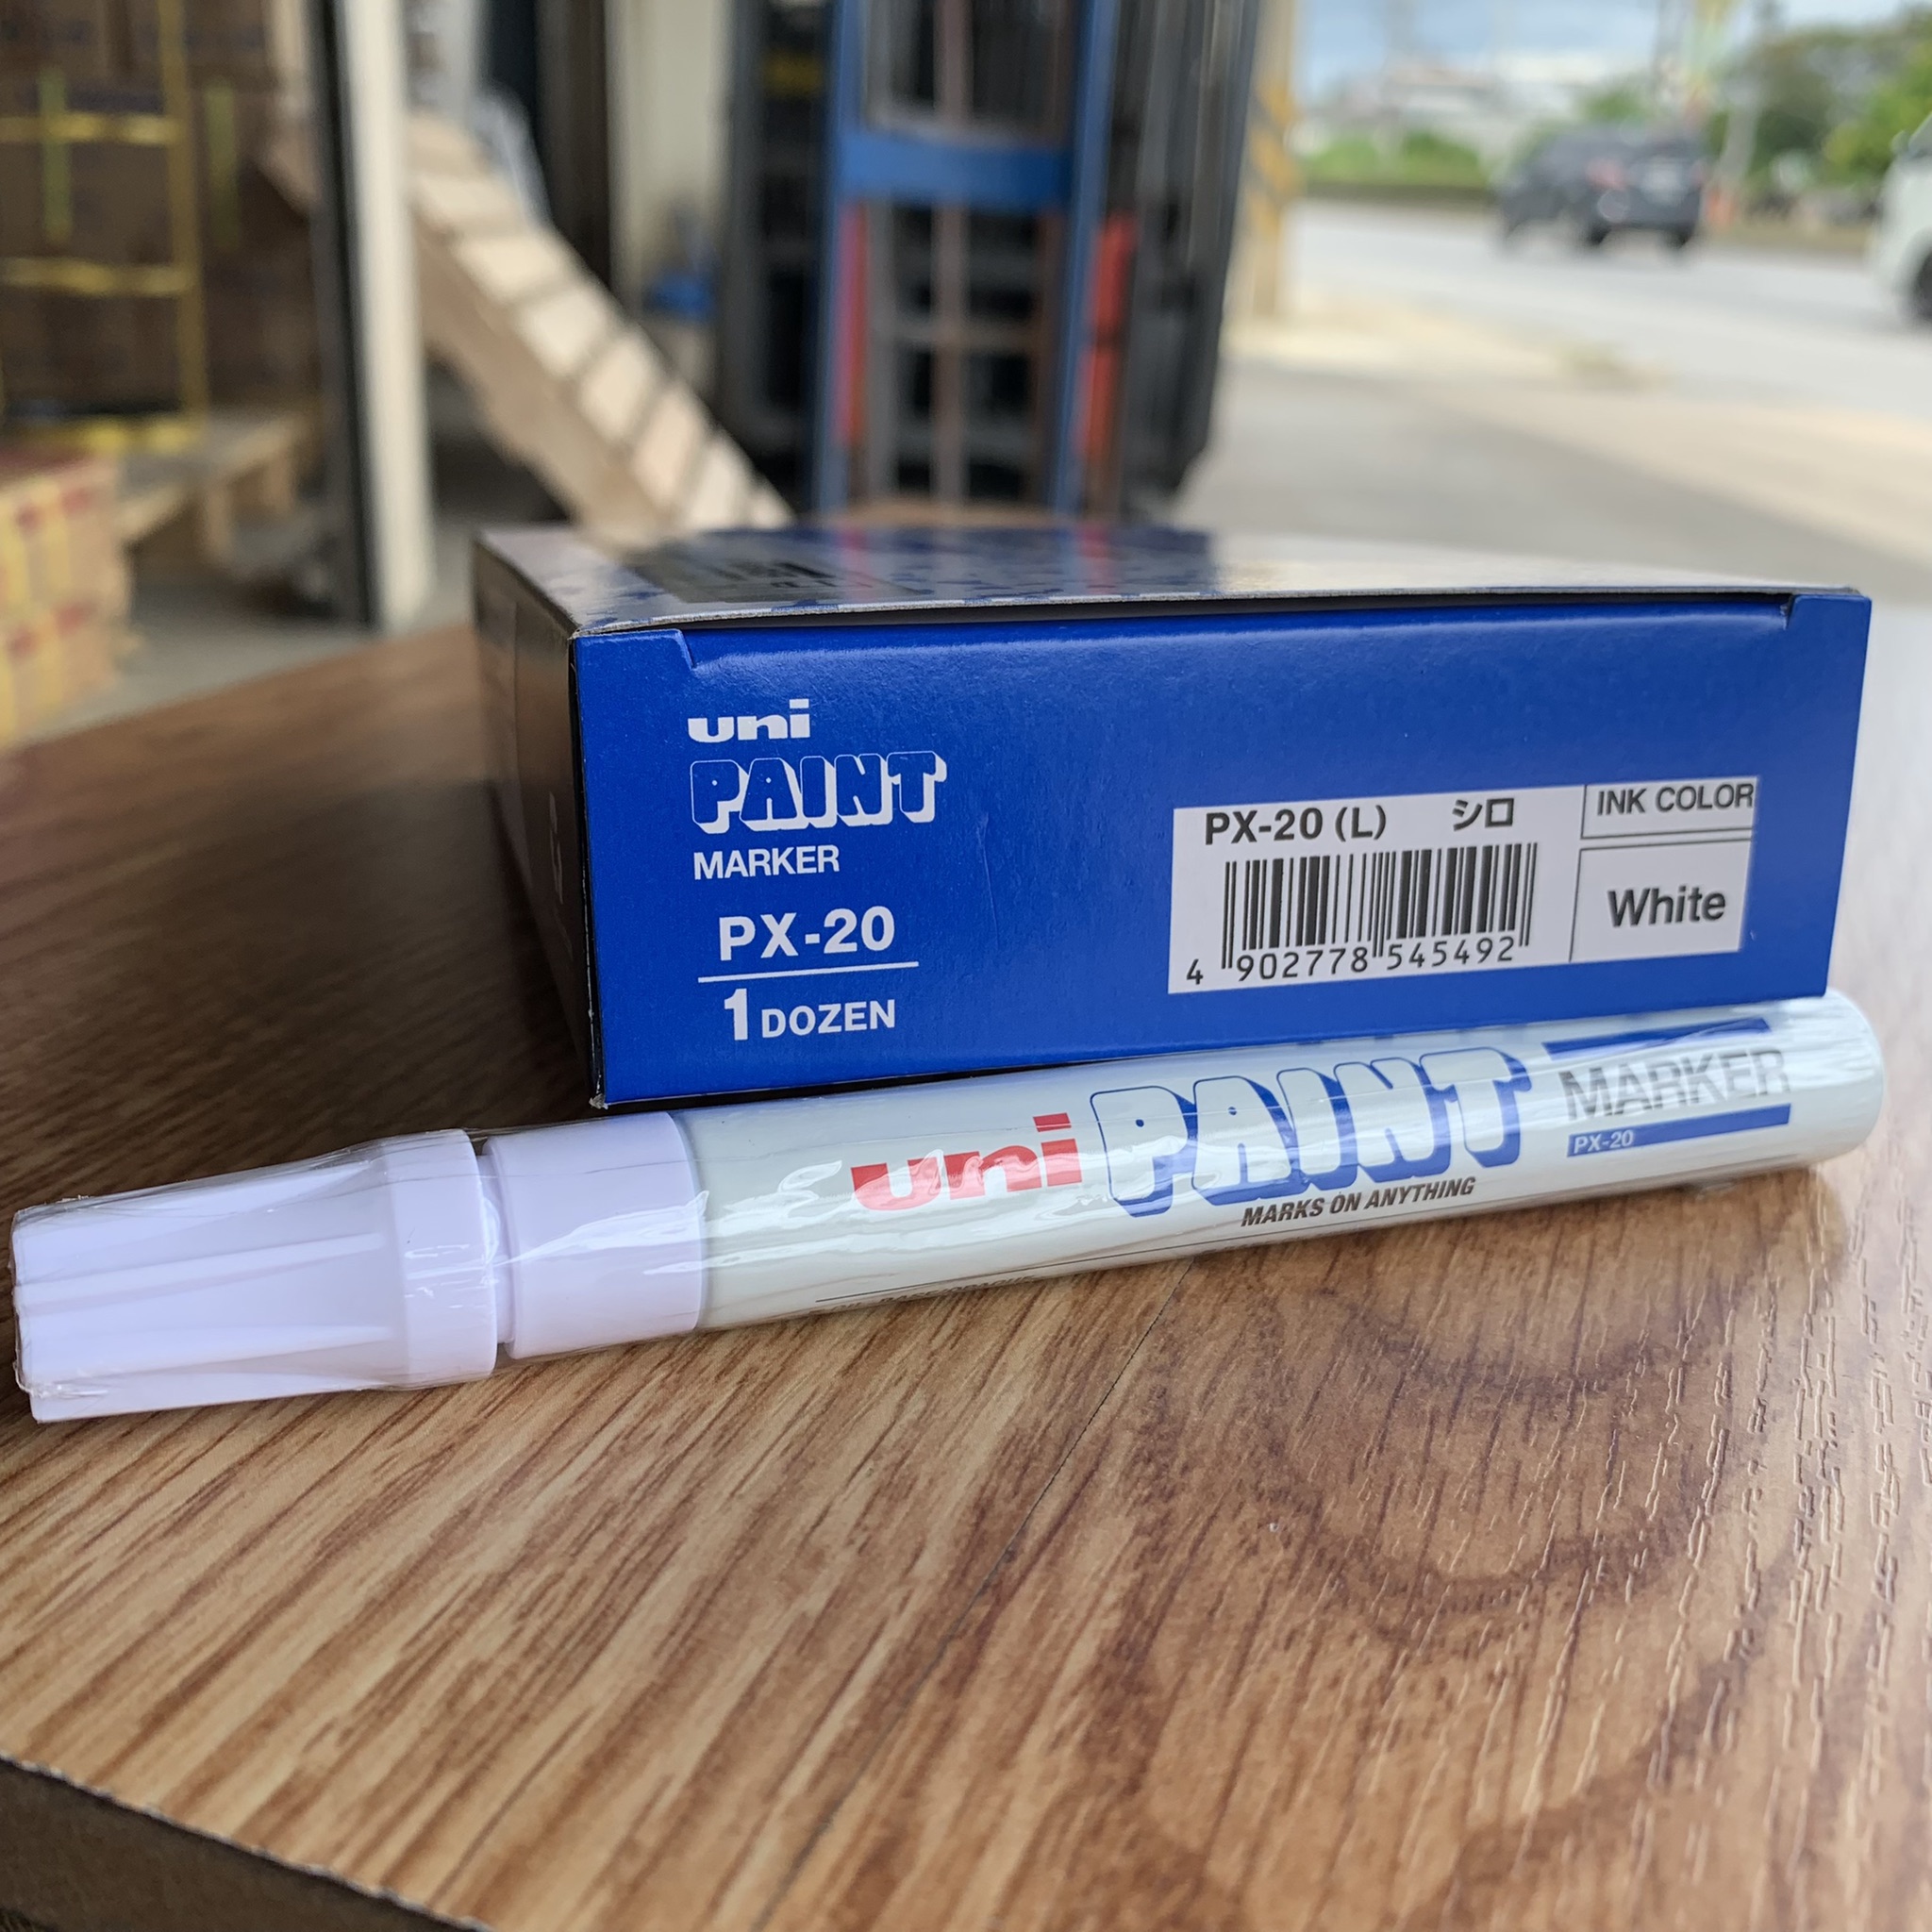 uni
PAINT
MARKER
PX-20
1 DOZEN
PX-20 (L) シロ
4 902778 545492
INK COLOR
White
uni PAINT MARKER
PX-20
MARKS ON ANYTHING